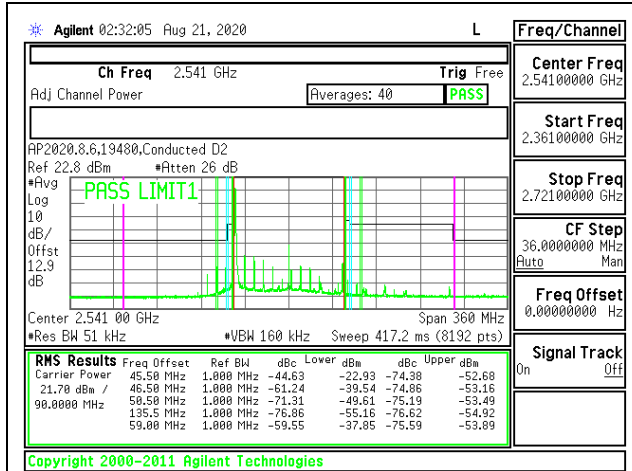 Agilent 02:32:05 Aug 21, 2020 L
Freq/Channel
Ch Freq 2.541 GHz Trig Free
Adj Channel Power Averages: 40 PASS
AP2020.8.6,19480,Conducted D2
Ref 22.8 dBm #Atten 26 dB
#Avg
Log
10
dB/
Offst
12.9
dB
PASS LIMIT1
Center 2.541 00 GHz Span 360 MHz
#Res BW 51 kHz #VBW 160 kHz Sweep 417.2 ms (8192 pts)
RMS Results Freq Offset Ref BW dBc Lower dBm dBc Upper dBm
Carrier Power 45.50 MHz 1.000 MHz -44.63 -22.93 -74.38 -52.68
21.70 dBm / 46.50 MHz 1.000 MHz -61.24 -39.54 -74.86 -53.16
90.0000 MHz 50.50 MHz 1.000 MHz -71.31 -49.61 -75.19 -53.49
135.5 MHz 1.000 MHz -76.86 -55.16 -76.62 -54.92
59.00 MHz 1.000 MHz -59.55 -37.85 -75.59 -53.89
Copyright 2000-2011 Agilent Technologies
Center Freq
2.54100000 GHz
Start Freq
2.36100000 GHz
Stop Freq
2.72100000 GHz
CF Step
36.0000000 MHz
Auto Man
Freq Offset
0.00000000 Hz
Signal Track
On Off